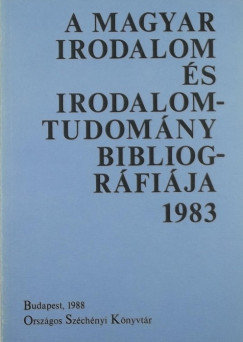 A MAGYAR
IRODALOM
ÉS
IRODALOM-
TUDOMÁNY
BIBLIOG-
RÁFIÁJA
1983
Budapest, 1988
Országos Széchényi Könyvtár